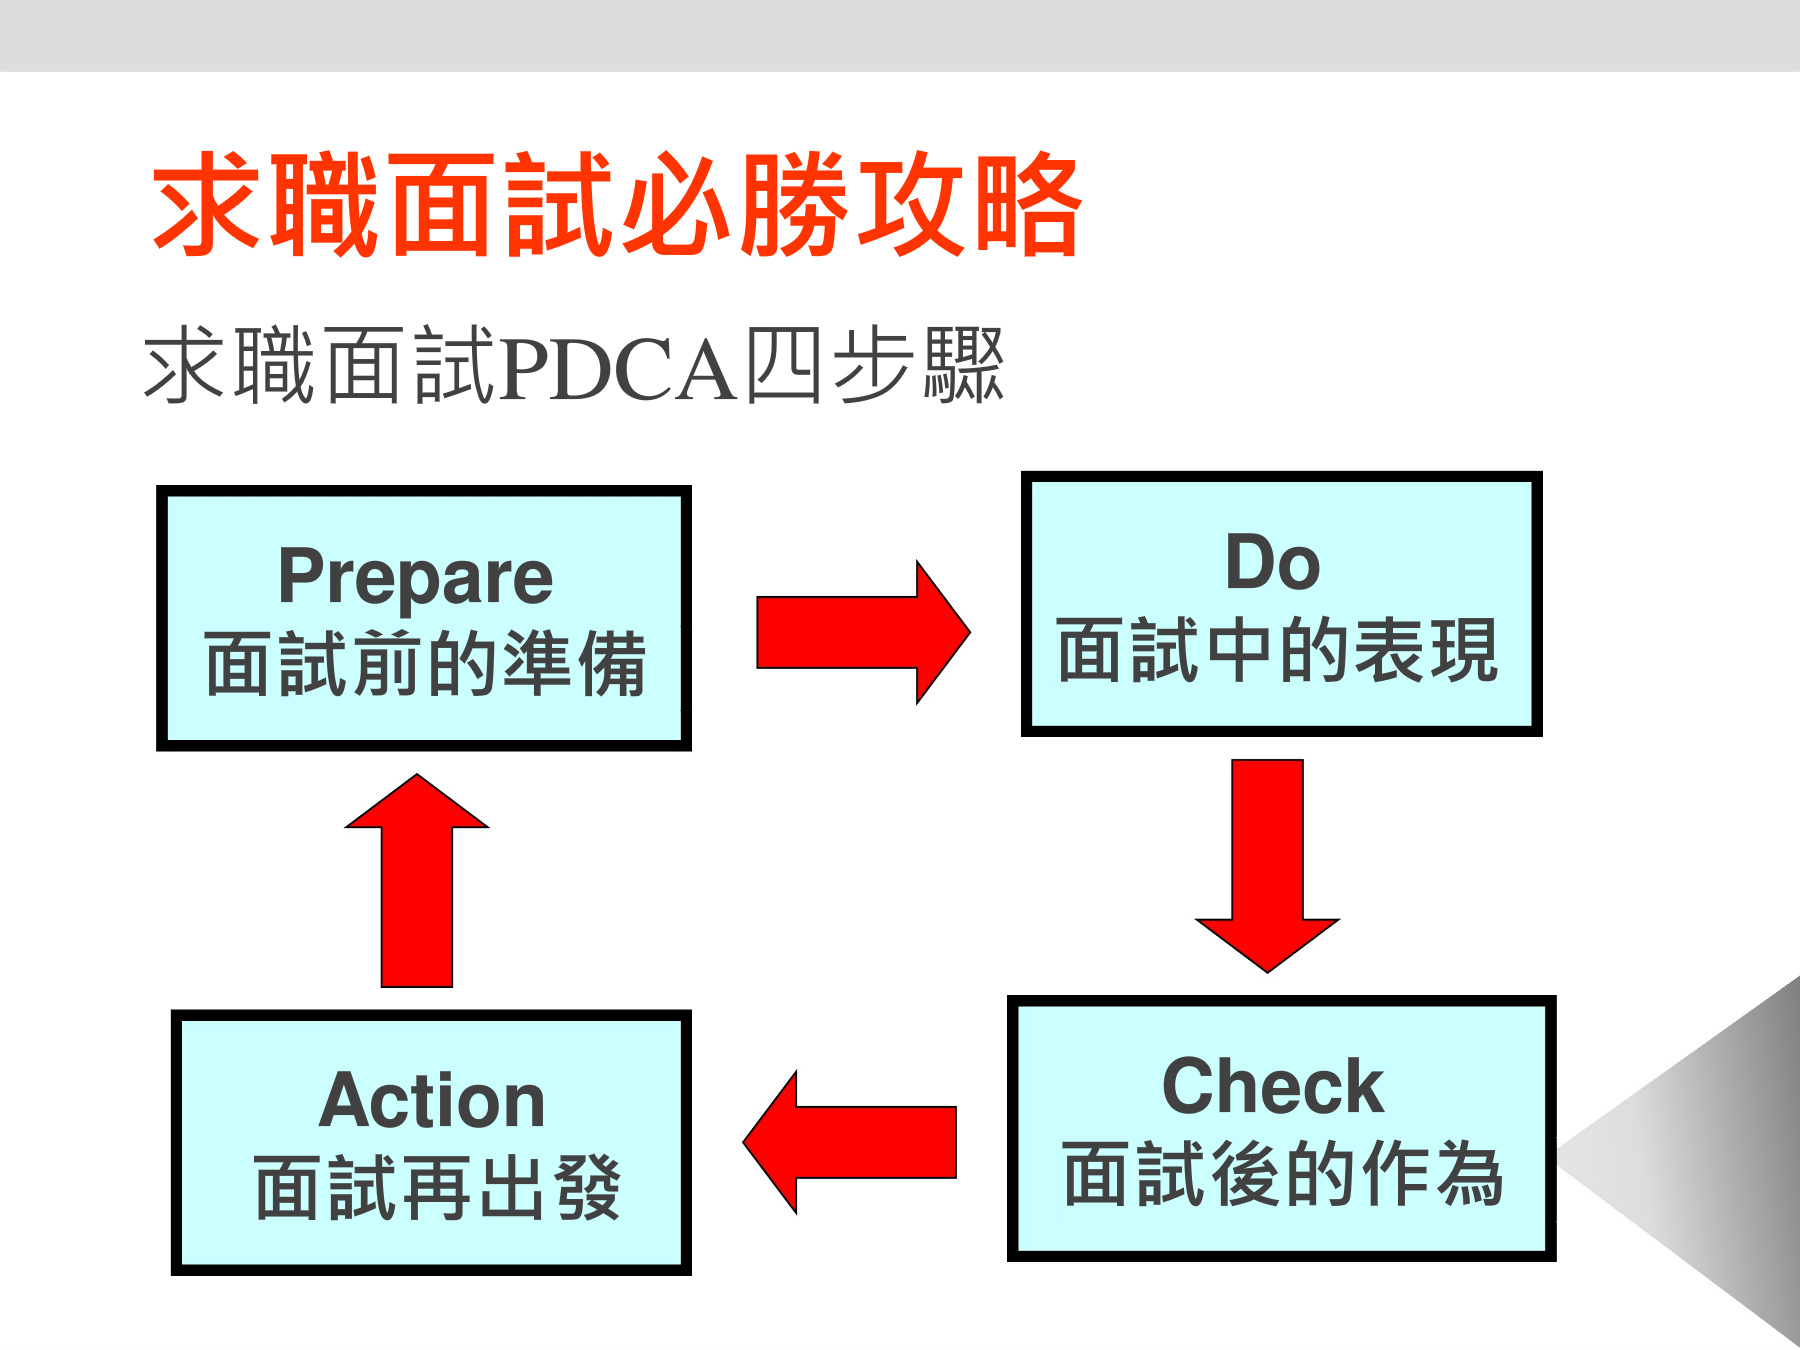 求職面試必勝攻略
求職面試PDCA四步驟
Prepare
面試前的準備
Do
面試中的表現
Action
面試再出發
Check
面試後的作為